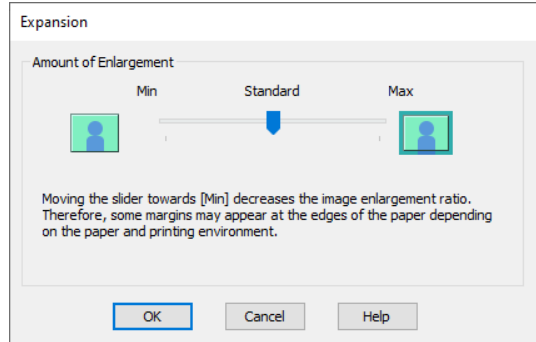 Expansion
Amount of Enlargement
Min Standard Max
Moving the slider towards [Min] decreases the image enlargement ratio.
Therefore, some margins may appear at the edges of the paper depending
on the paper and printing environment.
OK Cancel Help